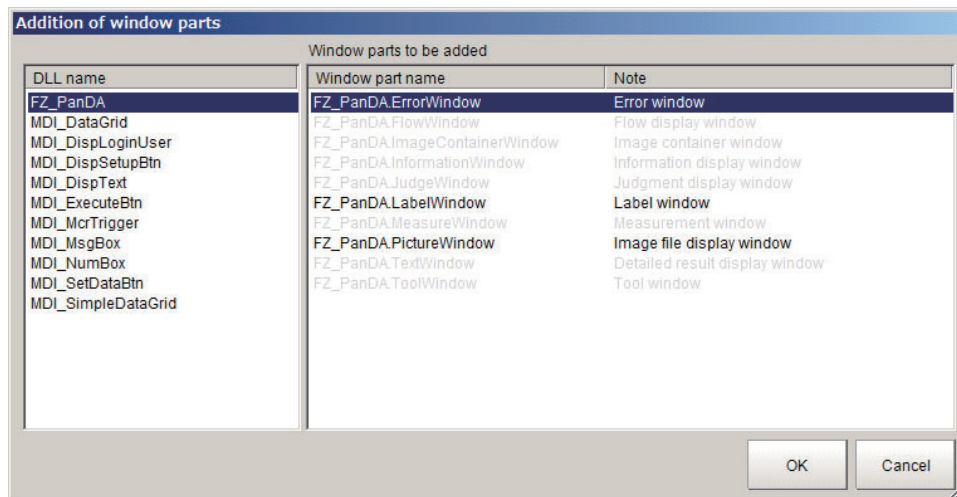 Addition of window parts
Window parts to be added
DLL name
FZ_PanDA
MDI_DataGrid
MDI_DispLoginUser
MDI_DispSetupBtn
MDI_DispText
MDI_ExecuteBtn
MDI_McrTrigger
MDI_MsgBox
MDI_NumBox
MDI_SetDataBtn
MDI_SimpleDataGrid
Window part name Note
FZ_PanDA.ErrorWindow Error window
FZ_PanDA.FlowWindow Flow display window
FZ_PanDA.ImageContainerWindow Image container window
FZ_PanDA.InformationWindow Information display window
FZ_PanDA.JudgeWindow Judgment display window
FZ_PanDA.LabelWindow Label window
FZ_PanDA.MeasureWindow Measurement window
FZ_PanDA.PictureWindow Image file display window
FZ_PanDA.TextWindow Detailed result display window
FZ_PanDA.ToolWindow Tool window
OK Cancel